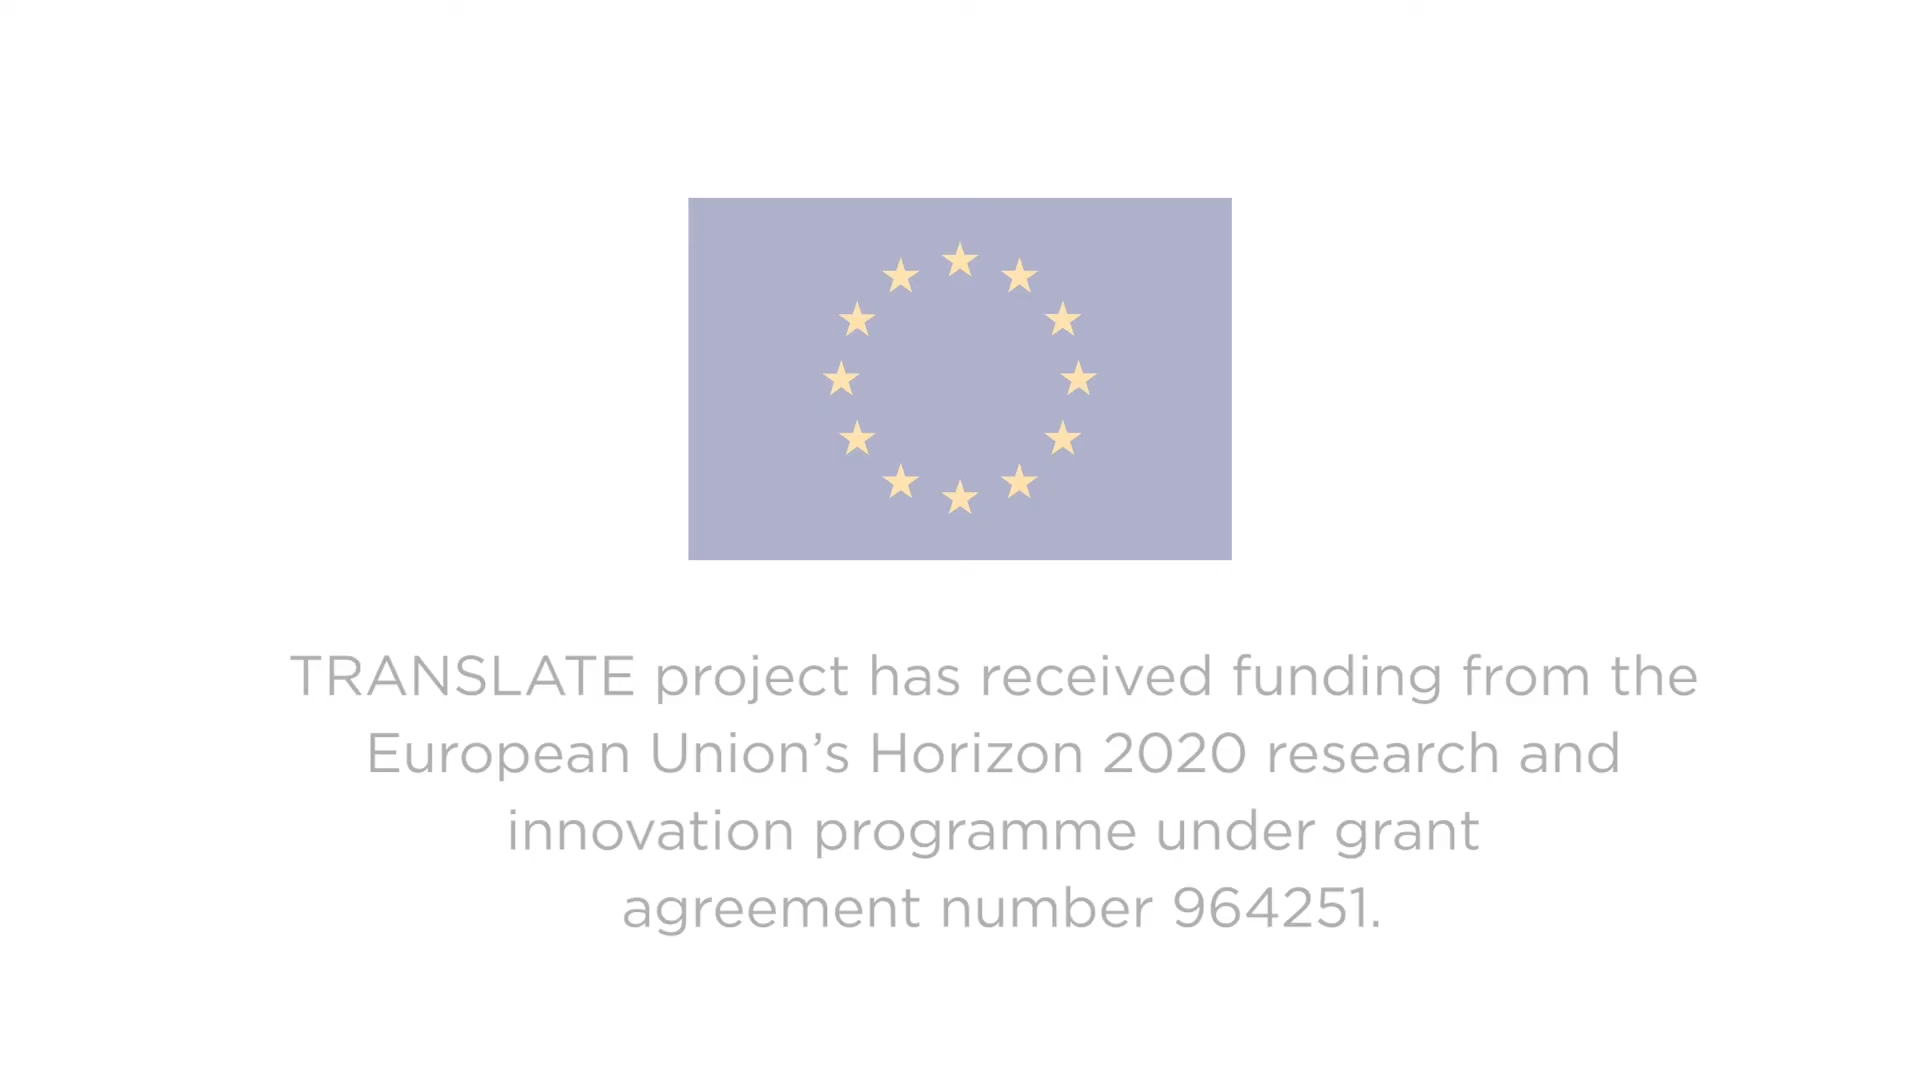 TRANSLATE project has received funding from the
European Union’s Horizon 2020 research and
innovation programme under grant
agreement number 964251.